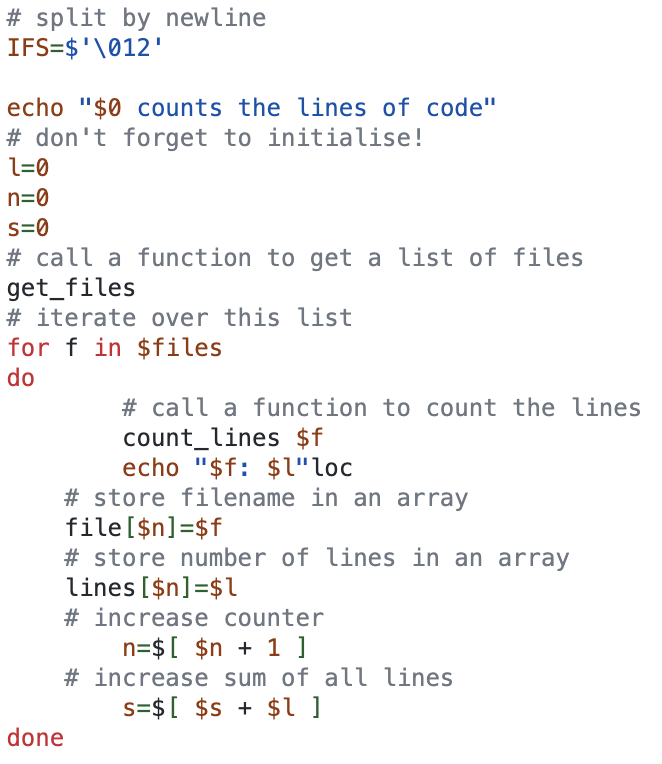 # split by newline
IFS=$'\012'

echo "$0 counts the lines of code"
# don't forget to initialise!
l=0
n=0
s=0
# call a function to get a list of files
get_files
# iterate over this list
for f in $files
do
        # call a function to count the lines
        count_lines $f
        echo "$f: $l"loc
    # store filename in an array
    file[$n]=$f
    # store number of lines in an array
    lines[$n]=$l
    # increase counter
        n=$[ $n + 1 ]
    # increase sum of all lines
        s=$[ $s + $l ]
done